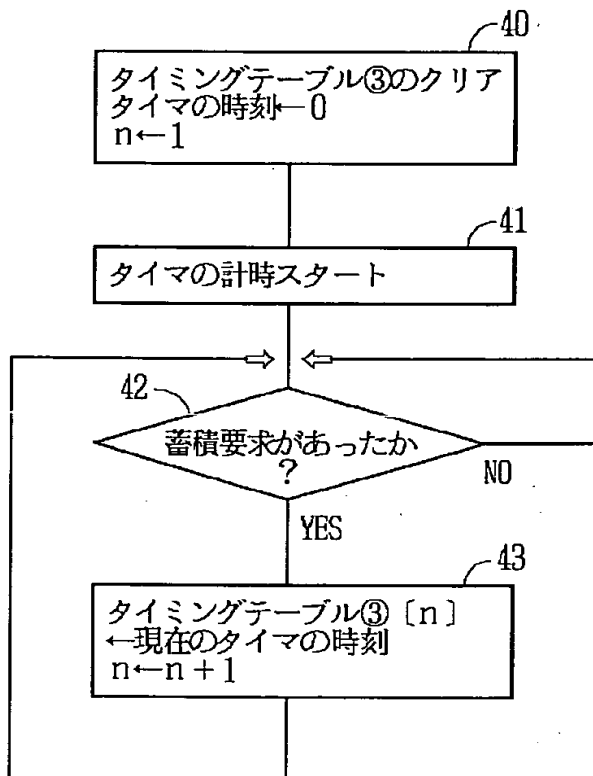 40
タイミングテーブル③のクリア
タイマの時刻←0
n←1
41
タイマの計時スタート
42
蓄積要求があったか
?
NO
YES
43
タイミングテーブル③〔n〕
←現在のタイマの時刻
n←n+1